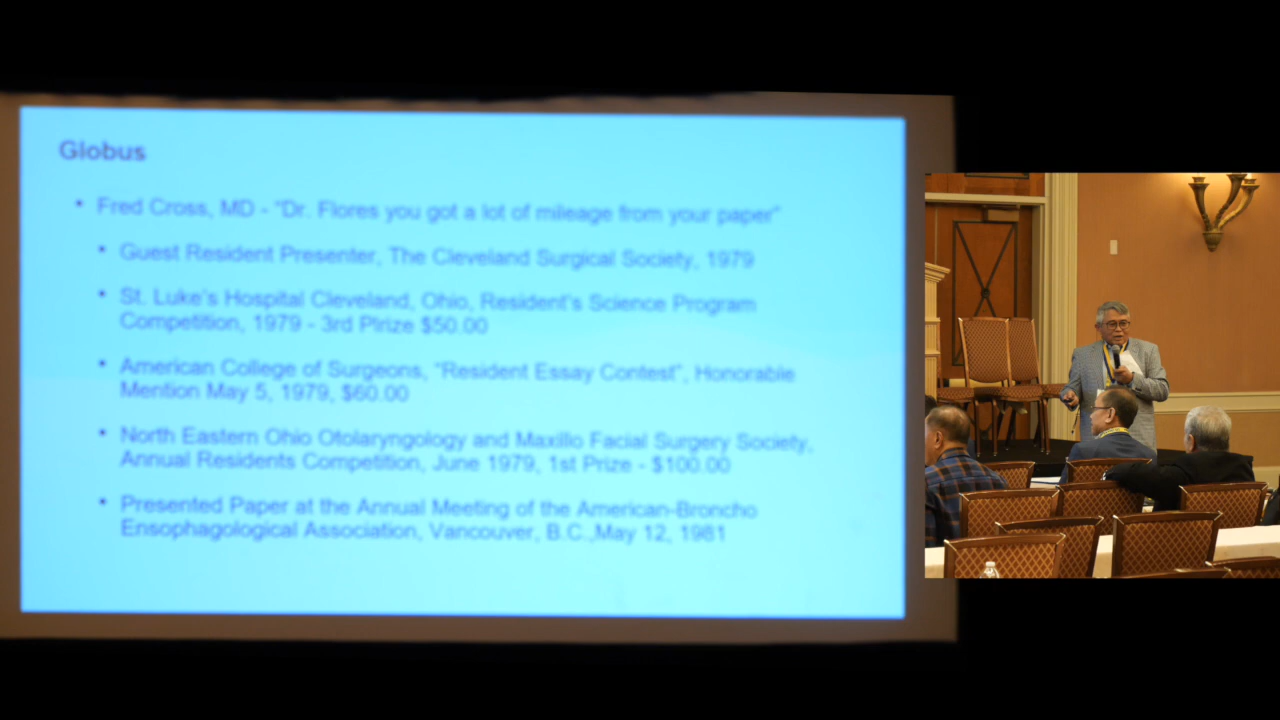 Globus
• Fred Cross, MD - "Dr. Flores you got a lot of mileage from your paper"
• Guest Resident Presenter, The Cleveland Surgical Society, 1979
• St. Luke's Hospital Cleveland, Ohio, Resident's Science Program
Competition, 1979 - 3rd PIrize $50.00
• American College of Surgeons, "Resident Essay Contest", Honorable
Mention May 5, 1979, $60.00
• North Eastern Ohio Otolaryngology and Maxillo Facial Surgery Society,
Annual Residents Competition, June 1979, 1st Prize - $100.00
• Presented Paper at the Annual Meeting of the American-Broncho
Ensophagological Association, Vancouver, B.C.,May 12, 1981